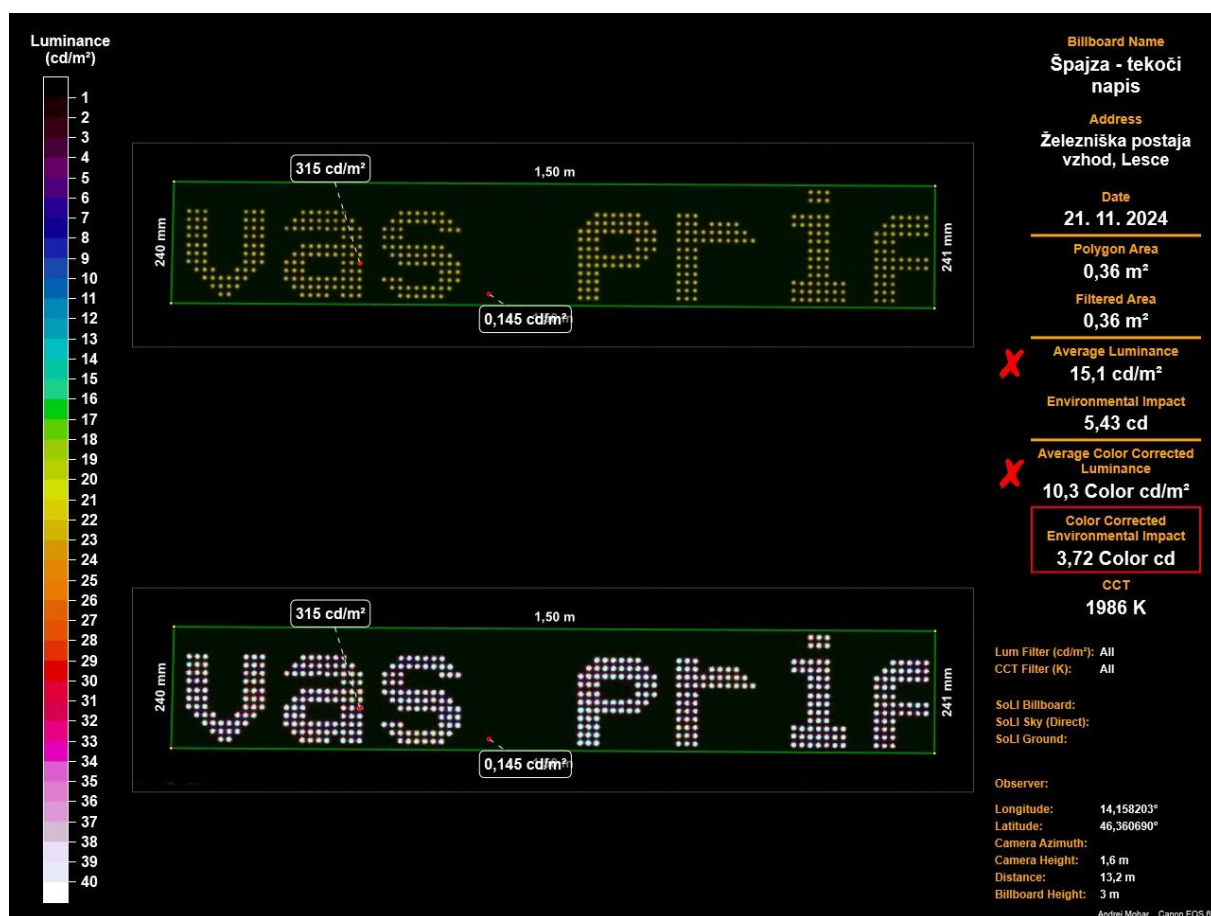 Luminance
(cd/m²)
1
2
3
4
5
6
7
8
9
10
11
12
13
14
15
16
17
18
19
20
21
22
23
24
25
26
27
28
29
30
31
32
33
34
35
36
37
38
39
40
315 cd/m²
1,50 m
240 mm
vas prif
241 mm
0,145 cd/m²
315 cd/m²
1,50 m
240 mm
vas prif
241 mm
0,145 cd/m²
Billboard Name
Špajza - tekoči
napis
Address
Železniška postaja
vzhod, Lesce
Date
21. 11. 2024
Polygon Area
0,36 m²
Filtered Area
0,36 m²
Average Luminance
✗ 15,1 cd/m²
Environmental Impact
5,43 cd
Average Color Corrected
Luminance
✗ 10,3 Color cd/m²
Color Corrected
Environmental Impact
3,72 Color cd
CCT
1986 K
Lum Filter (cd/m²): All
CCT Filter (K): All
SoLI Billboard:
SoLI Sky (Direct):
SoLI Ground:
Observer:
Longitude: 14,158203°
Latitude: 46,360690°
Camera Azimuth:
Camera Height: 1,6 m
Distance: 13,2 m
Billboard Height: 3 m
Andrej Mohar Canon EOS 6